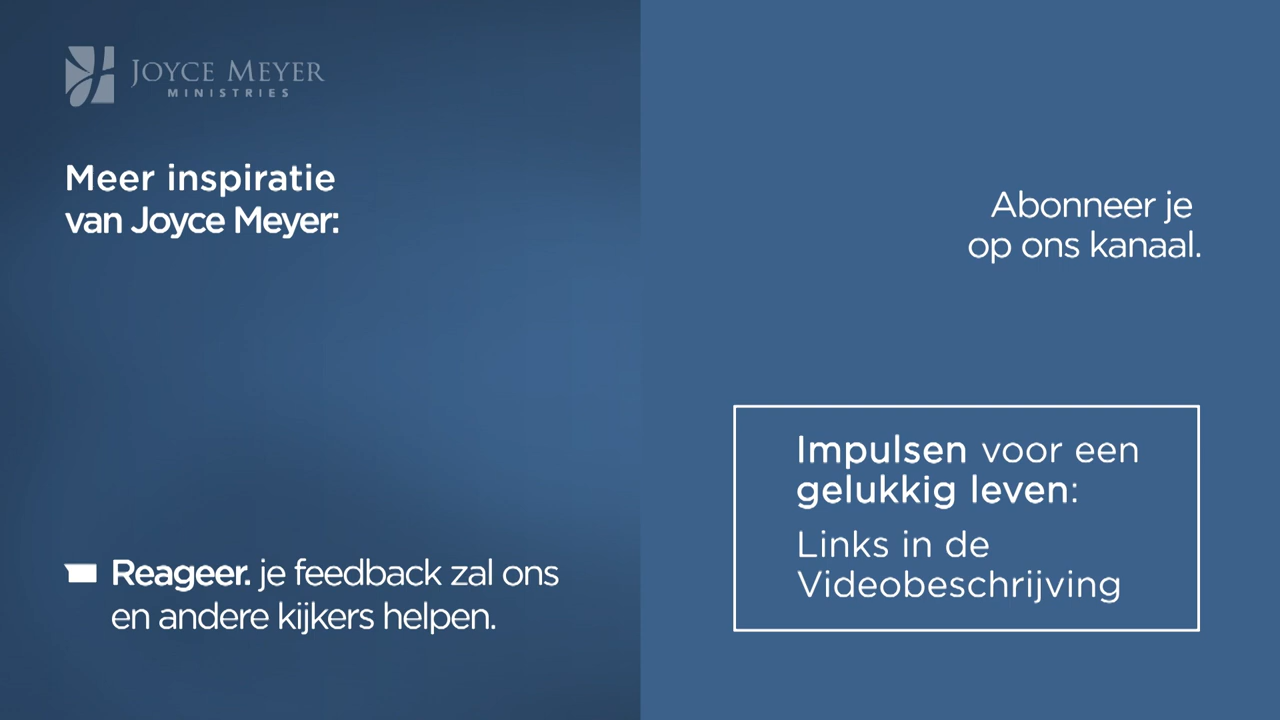 JOYCE MEYER
MINISTRIES
Meer inspiratie
van Joyce Meyer:
Abonneer je
op ons kanaal.
Impulsen voor een
gelukkig leven:
Links in de
Videobeschrijving
Reageer. je feedback zal ons
en andere kijkers helpen.